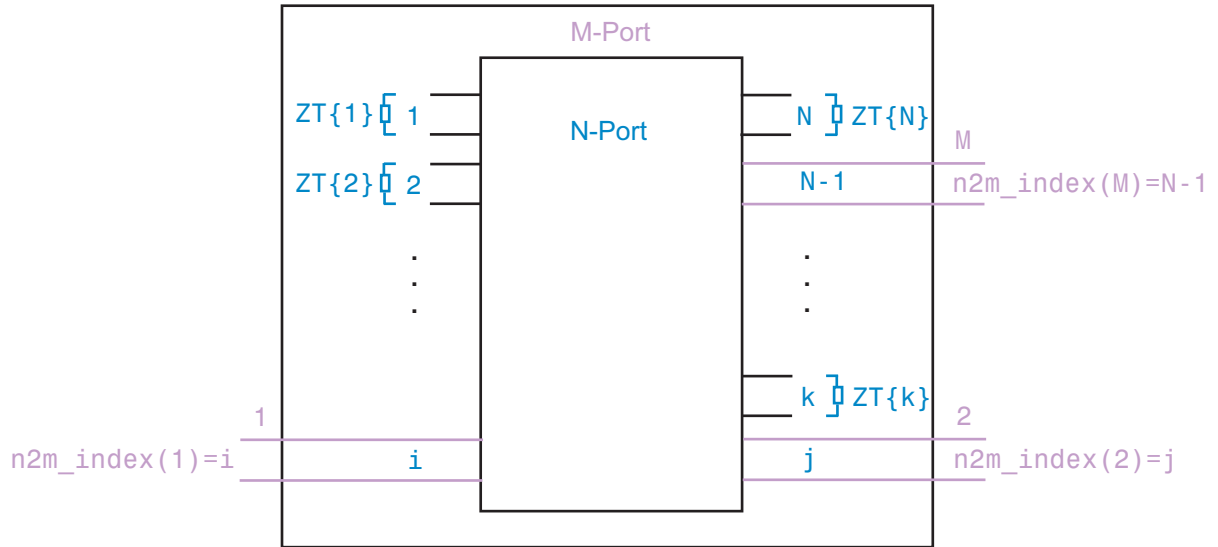 M-Port
ZT{1} 1
N-Port
N ZT{N}
M
ZT{2} 2
N-1
n2m_index(M)=N-1
.
.
.
.
.
.
k ZT{k}
1
2
n2m_index(1)=i
i
j
n2m_index(2)=j